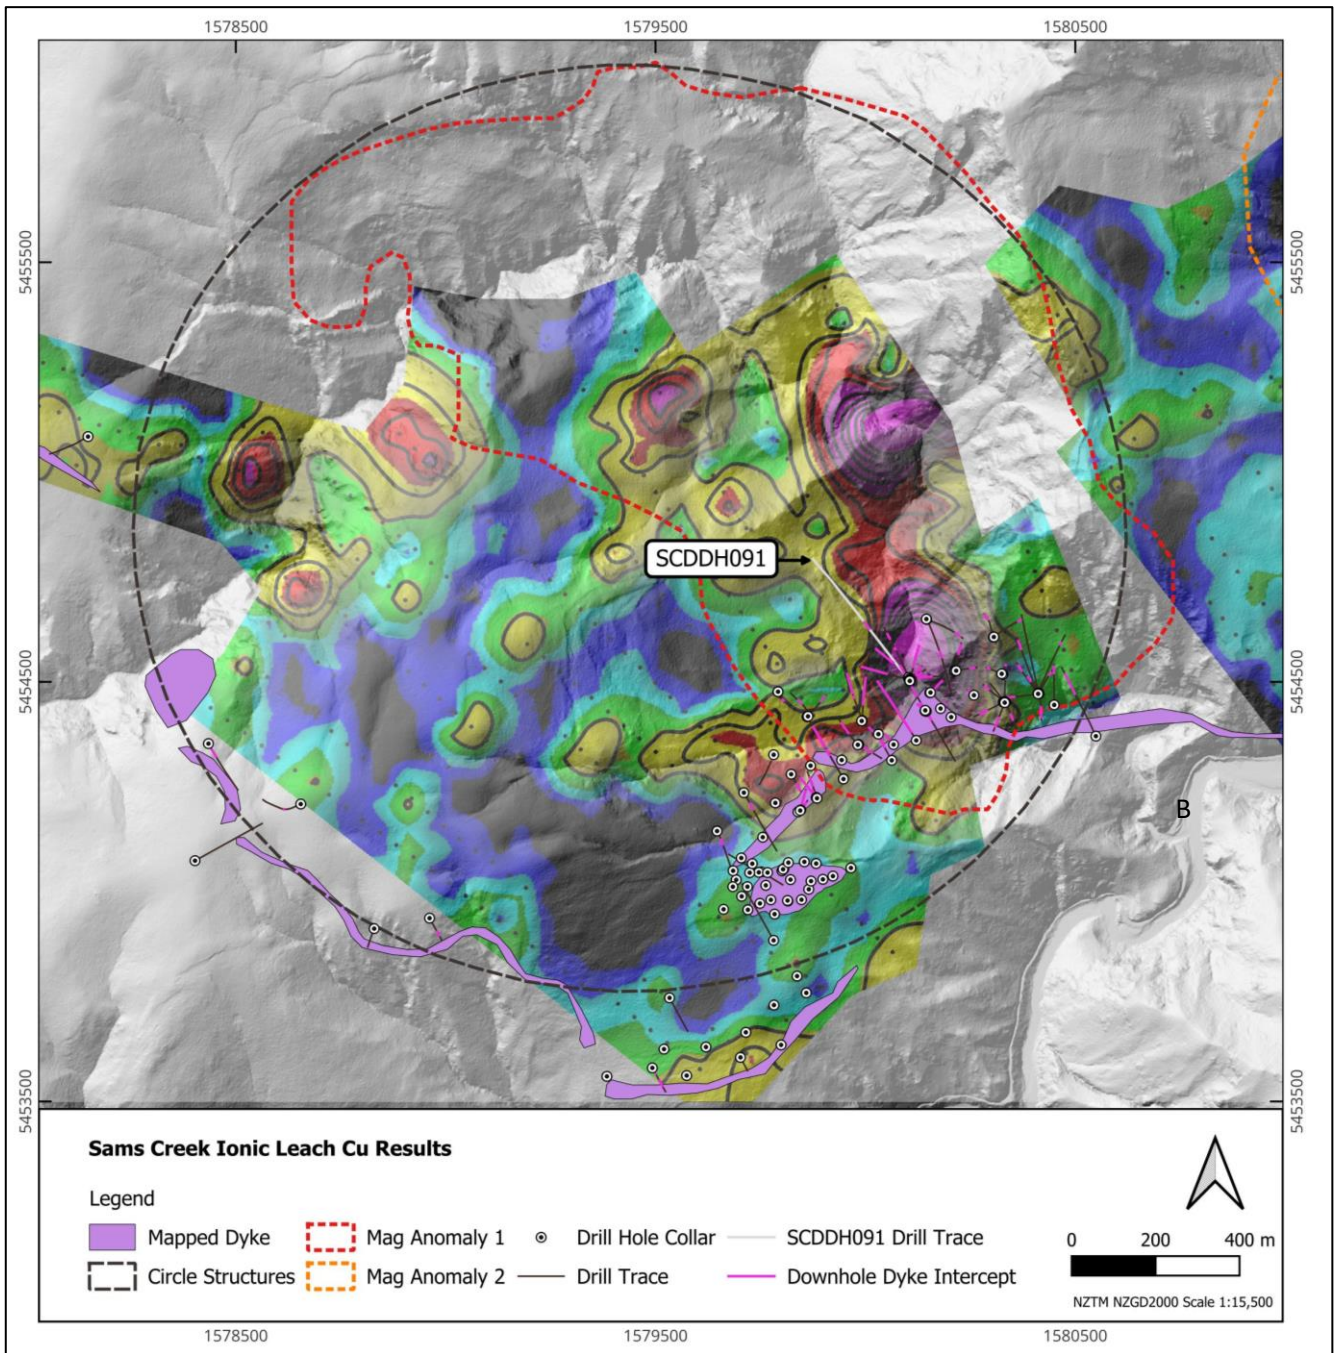 1578500 1579500 1580500
5455500 5455500
SCDDH091
5454500 5454500
B
5453500 5453500
Sams Creek Ionic Leach Cu Results
Legend
Mapped Dyke Mag Anomaly 1 Drill Hole Collar SCDDH091 Drill Trace 0 200 400 m
Circle Structures Mag Anomaly 2 Drill Trace Downhole Dyke Intercept
NZTM NZGD2000 Scale 1:15,500
1578500 1579500 1580500